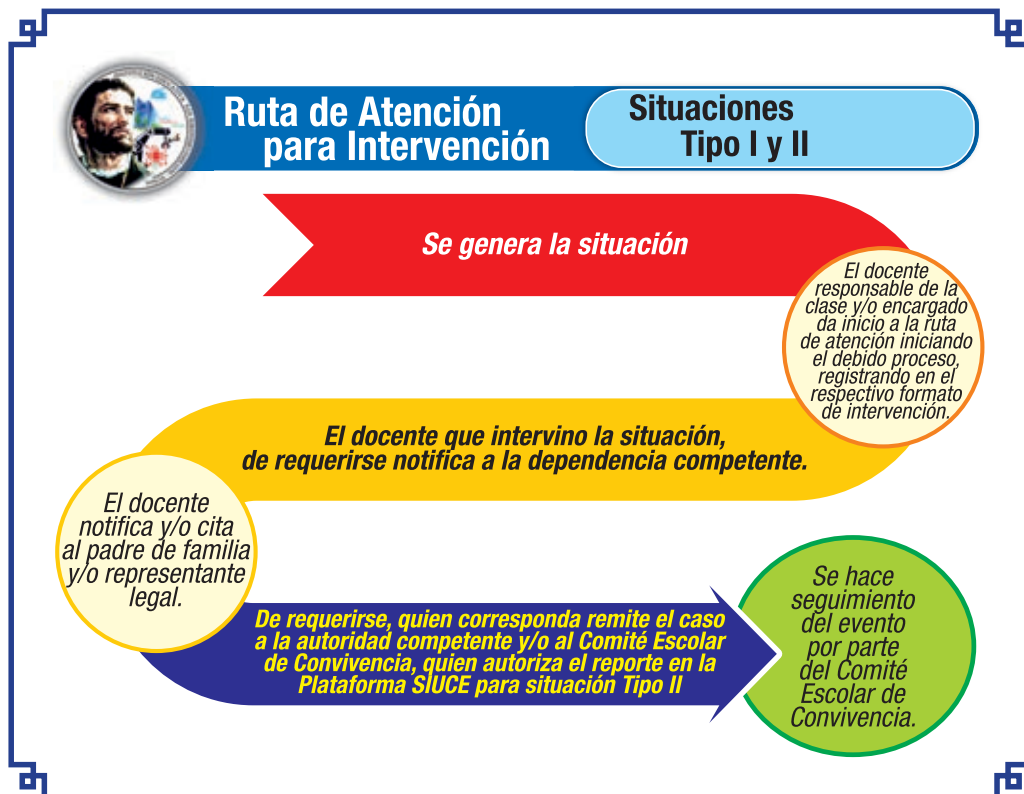 Ruta de Atención
para Intervención
Situaciones
Tipo I y II
Se genera la situación
El docente
responsable de la
clase y/o encargado
da inicio a la ruta
de atención iniciando
el debido proceso,
registrando en el
respectivo formato
de intervención.
El docente que intervino la situación,
de requerirse notifica a la dependencia competente.
El docente
notifica y/o cita
al padre de familia
y/o representante
legal.
De requerirse, quien corresponda remite el caso
a la autoridad competente y/o al Comité Escolar
de Convivencia, quien autoriza el reporte en la
Plataforma SIUCE para situación Tipo II
Se hace
seguimiento
del evento
por parte
del Comité
Escolar de
Convivencia.